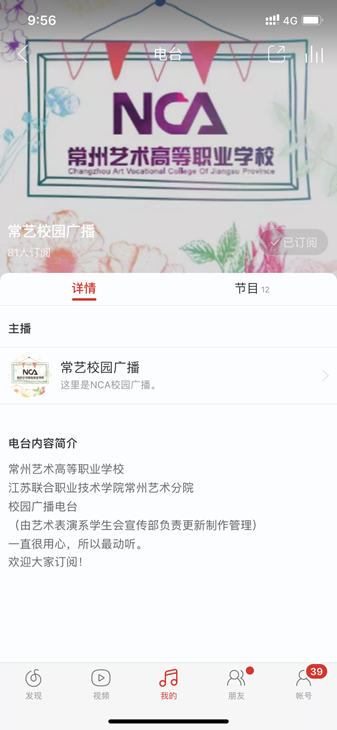 9:56
4G
电台
NCA
常州艺术高等职业学校
Changzhou Art Vocational College Of Jiangsu Province
常艺校园广播
81人订阅
已订阅
详情
节目 12
主播
NCA
常艺校园广播
这里是NCA校园广播。
电台内容简介
常州艺术高等职业学校
江苏联合职业技术学院常州艺术分院
校园广播电台
（由艺术表演系学生会宣传部负责更新制作管理）
一直很用心，所以最动听。
欢迎大家订阅！
39
发现
视频
我的
朋友
帐号